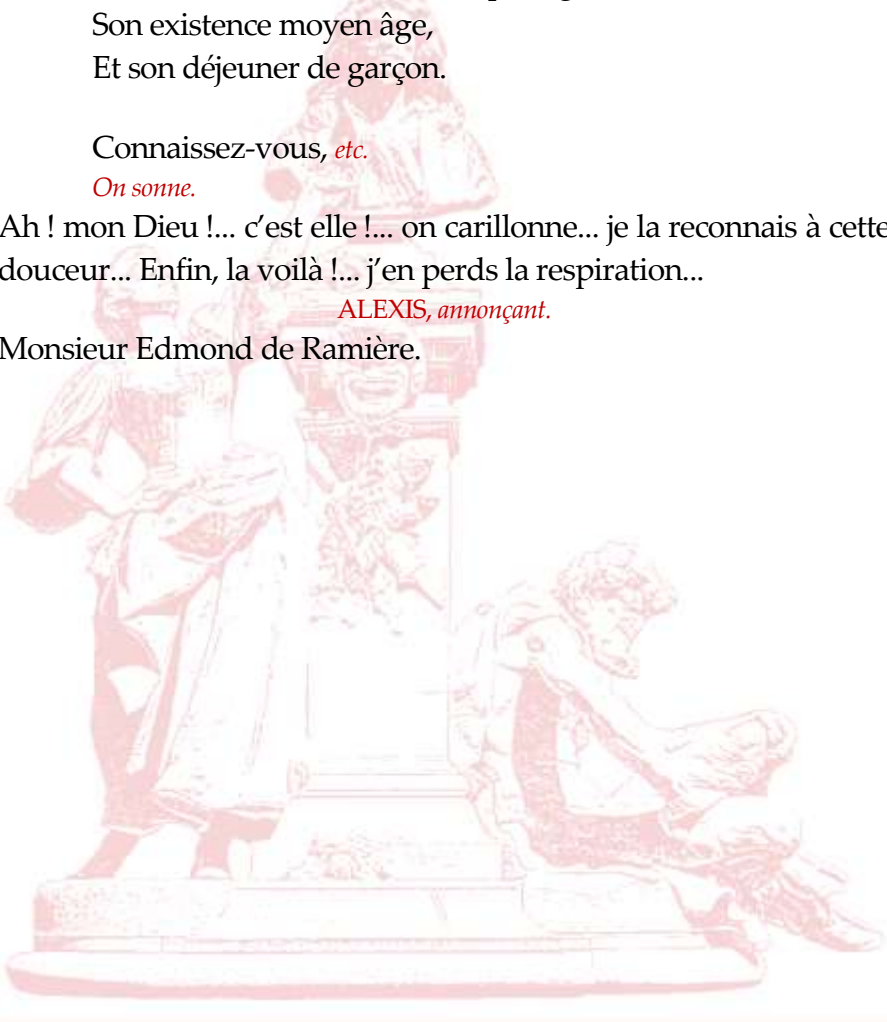 Son existence moyen âge,
Et son déjeuner de garçon.
Connaissez-vous, etc.
On sonne.
Ah ! mon Dieu !... c’est elle !... on carillonne... je la reconnais à cette
douceur... Enfin, la voilà !... j’en perds la respiration...
ALEXIS, annonçant.
Monsieur Edmond de Ramière.